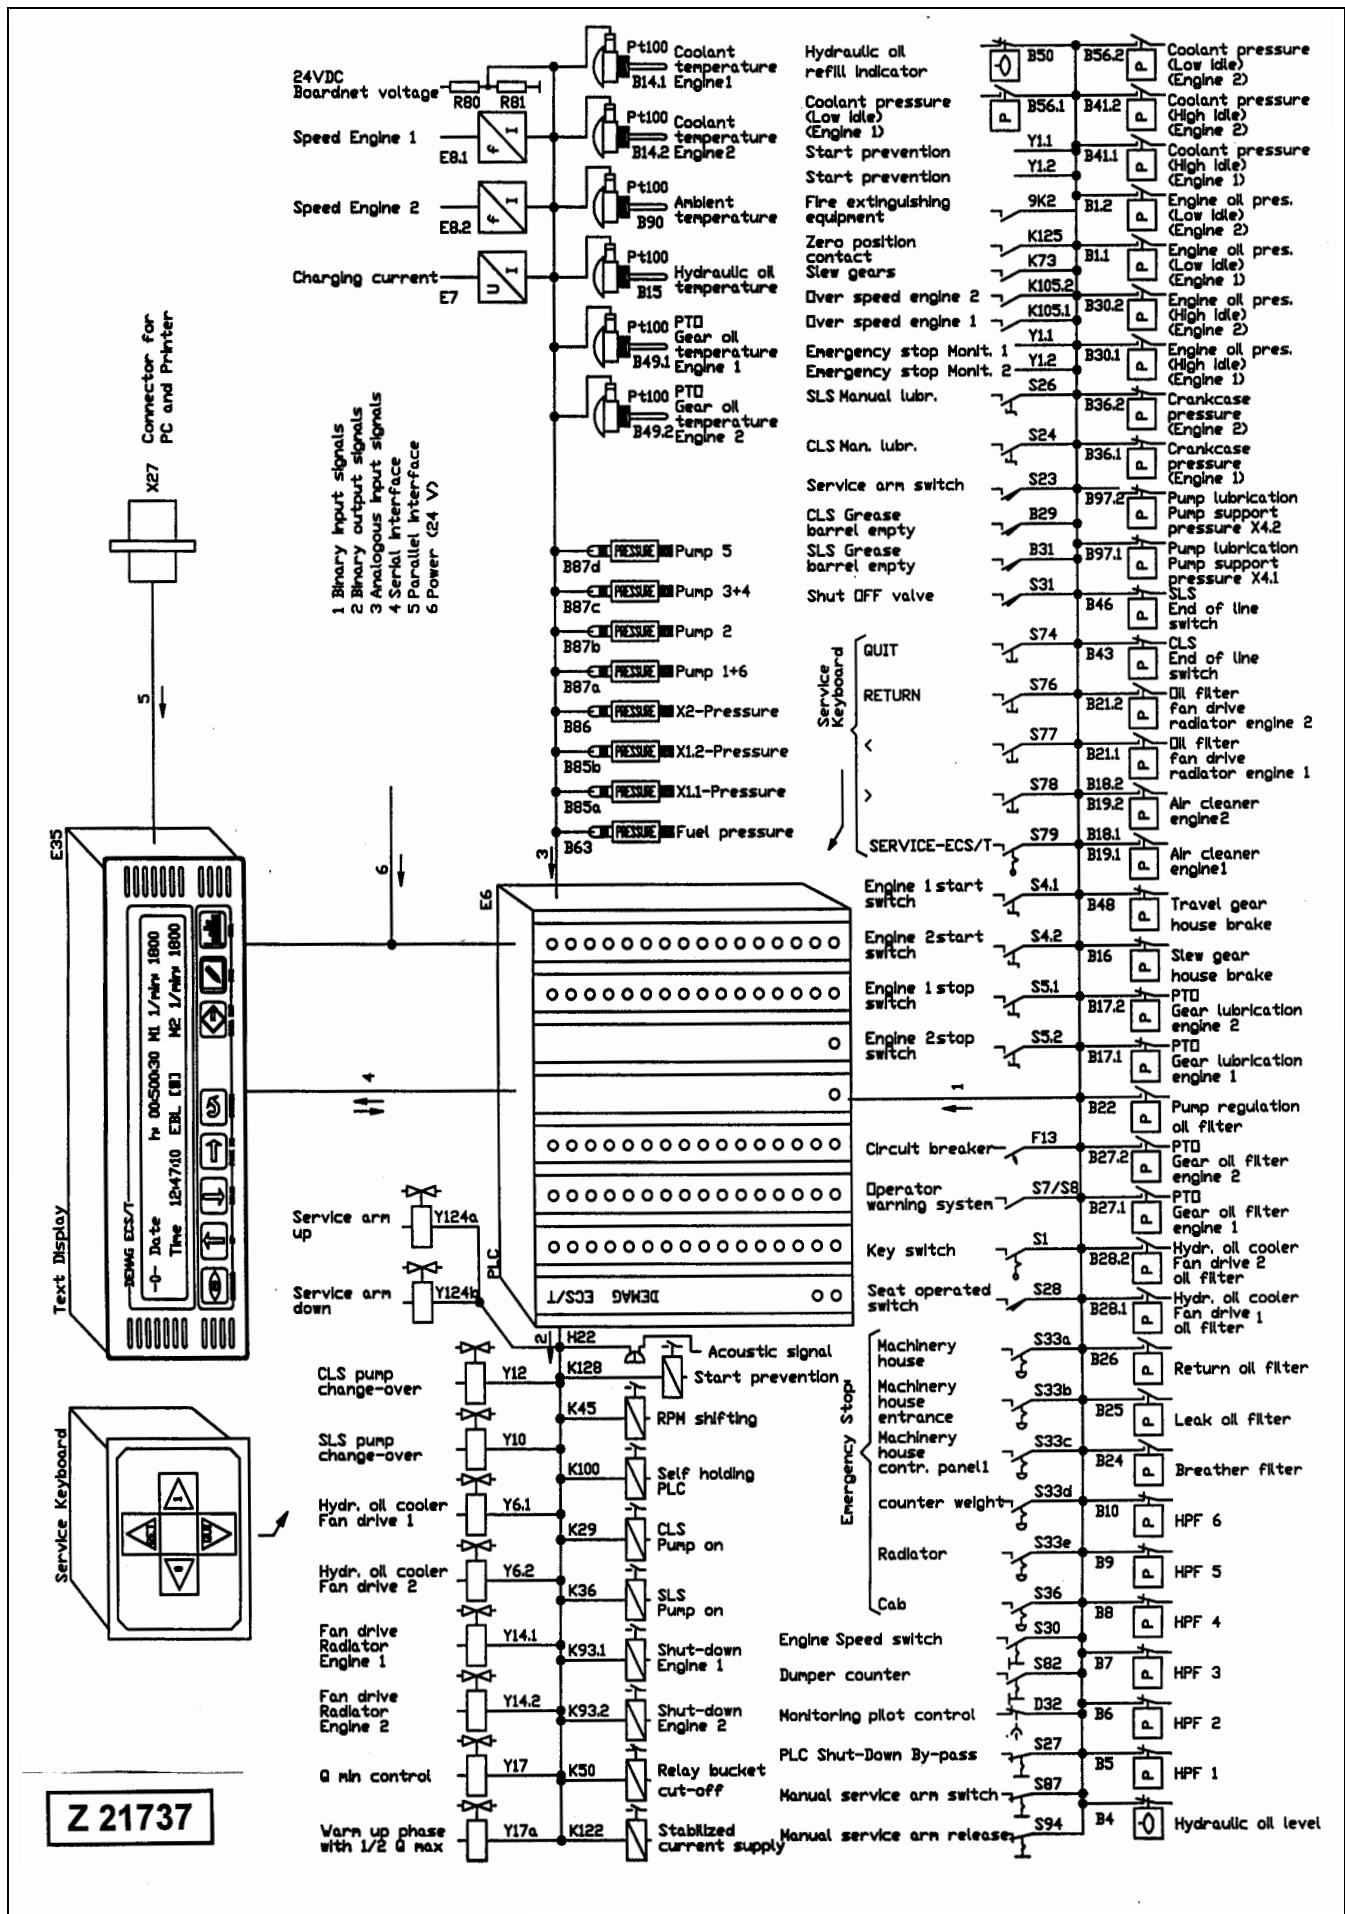 24VDC
Boardnet voltage
R80
R81
Speed Engine 1
E8.1
f
I
Speed Engine 2
E8.2
f
I
Charging current
E7
U
I
Pt100
B14.1
Coolant
temperature
Engine1
Pt100
B14.2
Coolant
temperature
Engine2
Pt100
B90
Ambient
temperature
Pt100
B15
Hydraulic oil
temperature
Pt100
B49.1
PTO
Gear oil
temperature
Engine 1
Pt100
B49.2
PTO
Gear oil
temperature
Engine 2
X27
Connector for
PC and Printer
1 Binary input signals
2 Binary output signals
3 Analogous input signals
4 Serial Interface
5 Parallel Interface
6 Power (24 V)
5
6
4
3
1
2
B87d
PRESSURE
Pump 5
B87c
PRESSURE
Pump 3+4
B87b
PRESSURE
Pump 2
B87a
PRESSURE
Pump 1+6
B86
PRESSURE
X2-Pressure
B85b
PRESSURE
X1.2-Pressure
B85a
PRESSURE
X1.1-Pressure
B63
PRESSURE
Fuel pressure
E35
Text Display
DEMAG ECS/T
-0- Date h: 00500:30 M1 1/min: 1800
Time 12:47:10 EBL [0] M2 1/min: 1800
E6
PLC
DEMAG ECS/T
Service Keyboard
RET
QUI
Service arm
up
Y124a
Service arm
down
Y124b
CLS pump
change-over
Y12
SLS pump
change-over
Y10
Hydr. oil cooler
Fan drive 1
Y6.1
Hydr. oil cooler
Fan drive 2
Y6.2
Fan drive
Radiator
Engine 1
Y14.1
Fan drive
Radiator
Engine 2
Y14.2
Q min control
Y17
Warm up phase
with 1/2 Q max
Y17a
H22
Acoustic signal
K128
Start prevention
K45
RPM shifting
K100
Self holding
PLC
K29
CLS
Pump on
K36
SLS
Pump on
K93.1
Shut-down
Engine 1
K93.2
Shut-down
Engine 2
K50
Relay bucket
cut-off
K122
Stabilized
current supply
Hydraulic oil
refill indicator
B50
Coolant pressure
(Low idle)
(Engine 1)
P
B56.1
Start prevention
Y1.1
Start prevention
Y1.2
Fire extinguishing
equipment
9K2
Zero position
contact
Slew gears
K125
K73
Over speed engine 2
K105.2
Over speed engine 1
K105.1
Emergency stop Monit. 1
Y1.1
Emergency stop Monit. 2
Y1.2
SLS Manual lubr.
S26
CLS Man. lubr.
S24
Service arm switch
S23
CLS Grease
barrel empty
B29
SLS Grease
barrel empty
B31
Shut OFF valve
S31
Service
Keyboard
QUIT
S74
RETURN
S76
<
S77
>
S78
SERVICE-ECS/T
S79
Engine 1 start
switch
S4.1
Engine 2start
switch
S4.2
Engine 1 stop
switch
S5.1
Engine 2stop
switch
S5.2
Circuit breaker
F13
Operator
warning system
S7/S8
Key switch
S1
Seat operated
switch
S28
Emergency Stop
Machinery
house
S33a
Machinery
house
entrance
S33b
Machinery
house
contr. panel1
S33c
counter weight
S33d
Radiator
S33e
Cab
S36
Engine Speed switch
S30
Dumper counter
S82
Monitoring pilot control
D32
PLC Shut-Down By-pass
S27
Manual service arm switch
S87
Manual service arm release
S94
B56.2
P
Coolant pressure
(Low idle)
(Engine 2)
B41.2
P
Coolant pressure
(High idle)
(Engine 2)
B41.1
P
Coolant pressure
(High idle)
(Engine 1)
B1.2
P
Engine oil pres.
(Low idle)
(Engine 2)
B1.1
P
Engine oil pres.
(Low idle)
(Engine 1)
B30.2
P
Engine oil pres.
(High idle)
(Engine 2)
B30.1
P
Engine oil pres.
(High idle)
(Engine 1)
B36.2
P
Crankcase
pressure
(Engine 2)
B36.1
P
Crankcase
pressure
(Engine 1)
B97.2
P
Pump lubrication
Pump support
pressure X4.2
B97.1
P
Pump lubrication
Pump support
pressure X4.1
B46
P
SLS
End of line
switch
B43
P
CLS
End of line
switch
B21.2
P
Oil filter
fan drive
radiator engine 2
B21.1
P
Oil filter
fan drive
radiator engine 1
B18.2
B19.2
P
Air cleaner
engine2
B18.1
B19.1
P
Air cleaner
engine1
B48
P
Travel gear
house brake
B16
P
Slew gear
house brake
B17.2
P
PTO
Gear lubrication
engine 2
B17.1
P
PTO
Gear lubrication
engine 1
B22
P
Pump regulation
oil filter
B27.2
P
PTO
Gear oil filter
engine 2
B27.1
P
PTO
Gear oil filter
engine 1
B28.2
P
Hydr. oil cooler
Fan drive 2
oil filter
B28.1
P
Hydr. oil cooler
Fan drive 1
oil filter
B26
P
Return oil filter
B25
P
Leak oil filter
B24
P
Breather filter
B10
P
HPF 6
B9
P
HPF 5
B8
P
HPF 4
B7
P
HPF 3
B6
P
HPF 2
B5
P
HPF 1
B4
Hydraulic oil level
Z 21737